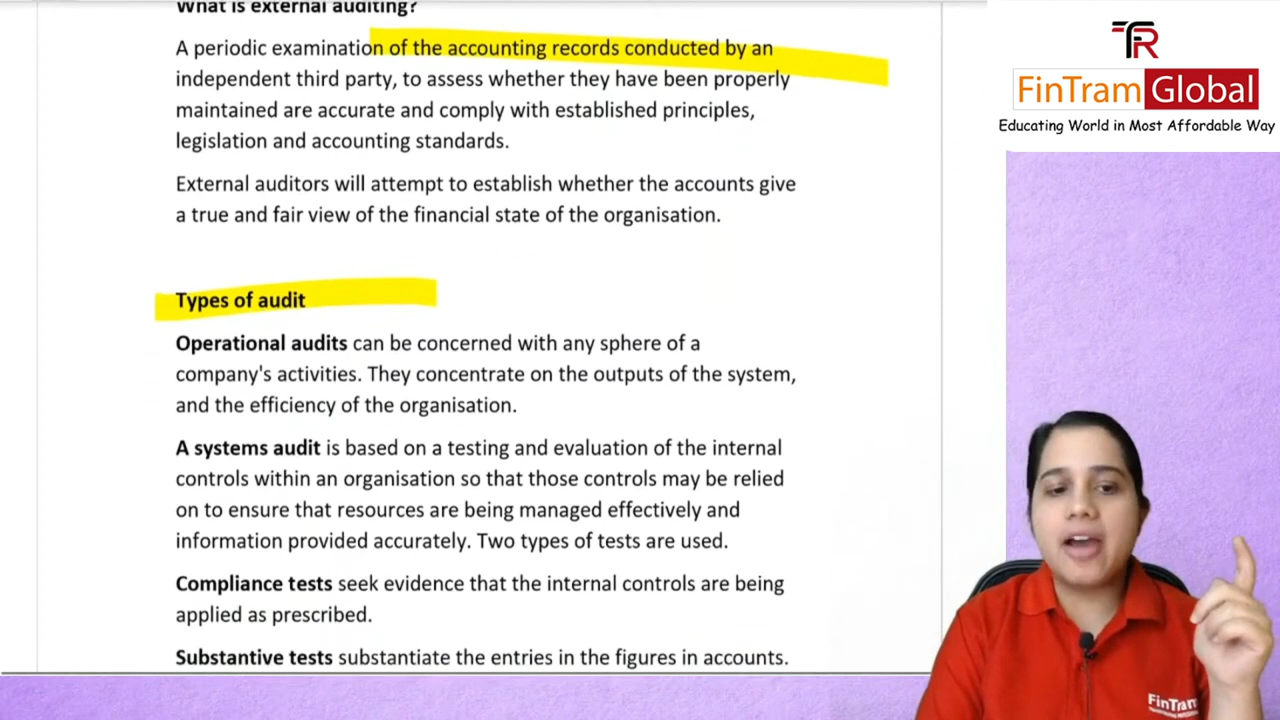 What is external auditing?
A periodic examination of the accounting records conducted by an
independent third party, to assess whether they have been properly
maintained are accurate and comply with established principles,
legislation and accounting standards.
External auditors will attempt to establish whether the accounts give
a true and fair view of the financial state of the organisation.
Types of audit
Operational audits can be concerned with any sphere of a
company's activities. They concentrate on the outputs of the system,
and the efficiency of the organisation.
A systems audit is based on a testing and evaluation of the internal
controls within an organisation so that those controls may be relied
on to ensure that resources are being managed effectively and
information provided accurately. Two types of tests are used.
Compliance tests seek evidence that the internal controls are being
applied as prescribed.
Substantive tests substantiate the entries in the figures in accounts.
FinTram Global
Educating World in Most Affordable Way
FinTram